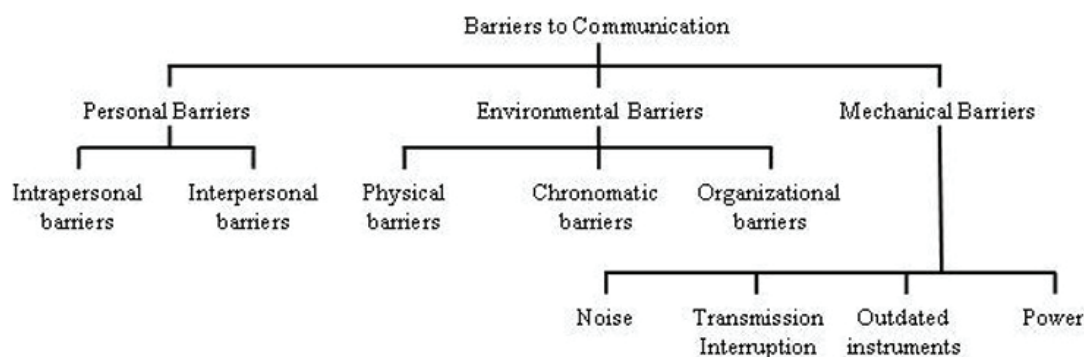 Barriers to Communication
Personal Barriers
Environmental Barriers
Mechanical Barriers
Intrapersonal
barriers
Interpersonal
barriers
Physical
barriers
Chronomatic
barriers
Organizational
barriers
Noise
Transmission
Interruption
Outdated
instruments
Power